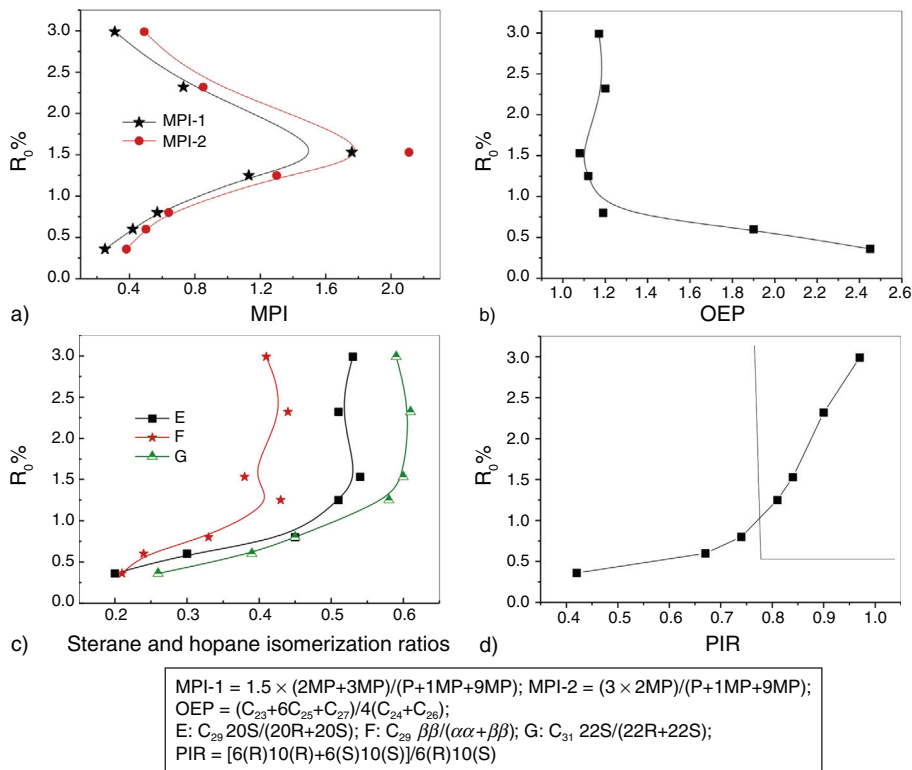 3.0
2.5
2.0
1.5
1.0
0.5
0.0
R₀%
MPI-1
MPI-2
0.4 0.8 1.2 1.6 2.0
a) MPI
3.0
2.5
2.0
1.5
1.0
0.5
0.0
R₀%
1.0 1.2 1.4 1.6 1.8 2.0 2.2 2.4 2.6
b) OEP
3.0
2.5
2.0
1.5
1.0
0.5
0.0
R₀%
E
F
G
0.2 0.3 0.4 0.5 0.6
c) Sterane and hopane isomerization ratios
3.0
2.5
2.0
1.5
1.0
0.5
0.0
R₀%
0.4 0.5 0.6 0.7 0.8 0.9 1.0
d) PIR
MPI-1 = 1.5 × (2MP+3MP)/(P+1MP+9MP); MPI-2 = (3 × 2MP)/(P+1MP+9MP);
OEP = (C₂₃+6C₂₅+C₂₇)/4(C₂₄+C₂₆);
E: C₂₉ 20S/(20R+20S); F: C₂₉ ββ/(αα+ββ); G: C₃₁ 22S/(22R+22S);
PIR = [6(R)10(R)+6(S)10(S)]/6(R)10(S)